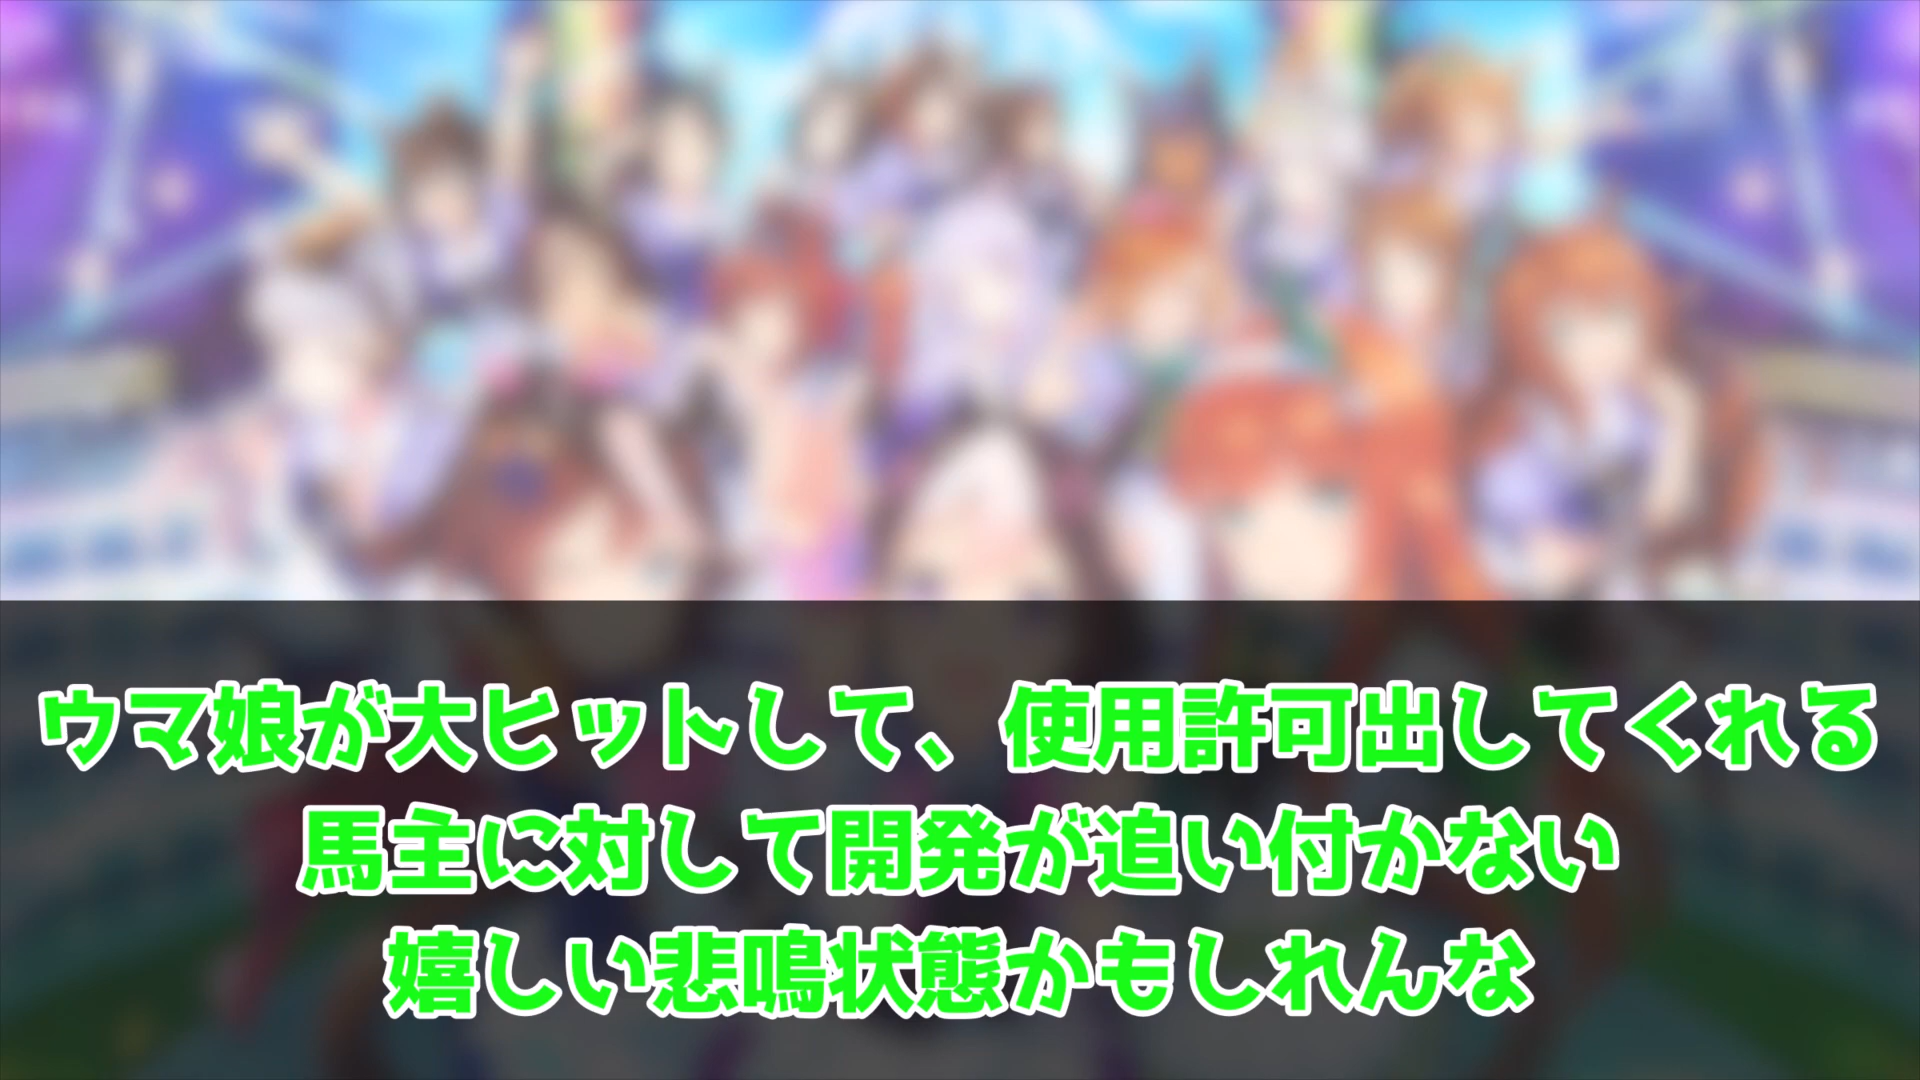 ウマ娘が大ヒットして、使用許可出してくれる
馬主に対して開発が追い付かない
嬉しい悲鳴状態かもしれんな